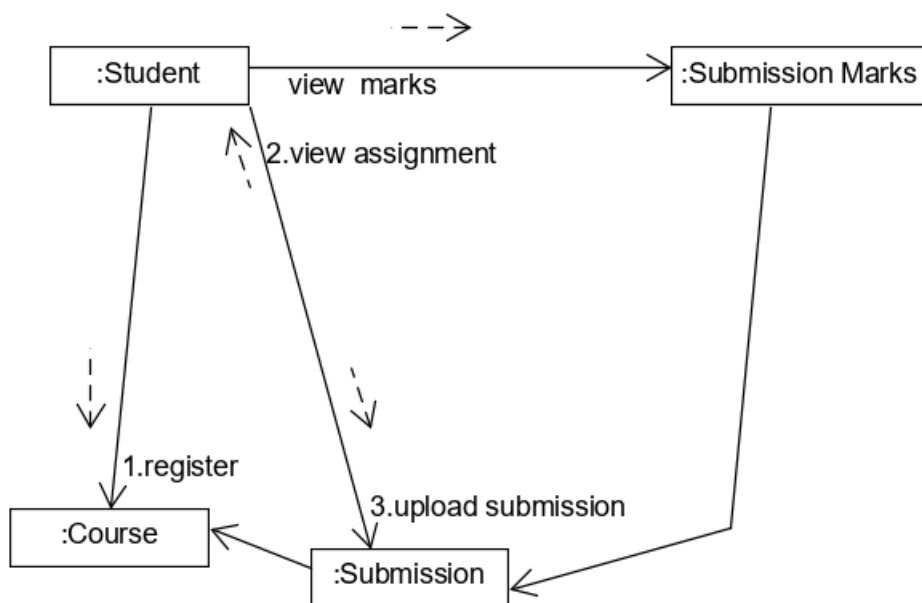 :Student
:Submission Marks
view marks
2.view assignment
1.register
3.upload submission
:Course
:Submission